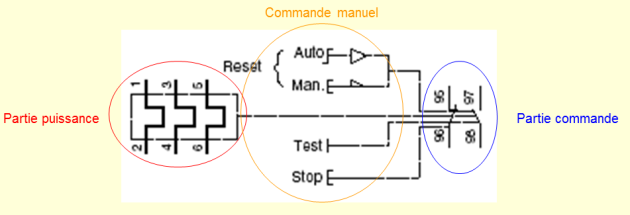 Commande manuel
Reset
Auto
Man.
1 3 5
95 97
Partie puissance
Partie commande
2 4 6
96 98
Test
Stop